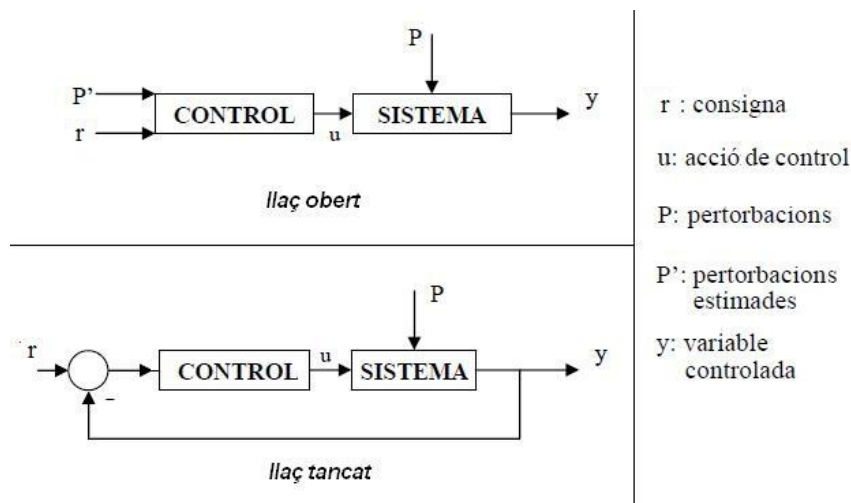 P
P'
CONTROL
SISTEMA
y
r
u
llaç obert
P
r
CONTROL
u
SISTEMA
y
-
llaç tancat
r : consigna
u: acció de control
P: pertorbacions
P': pertorbacions
estimades
y: variable
controlada